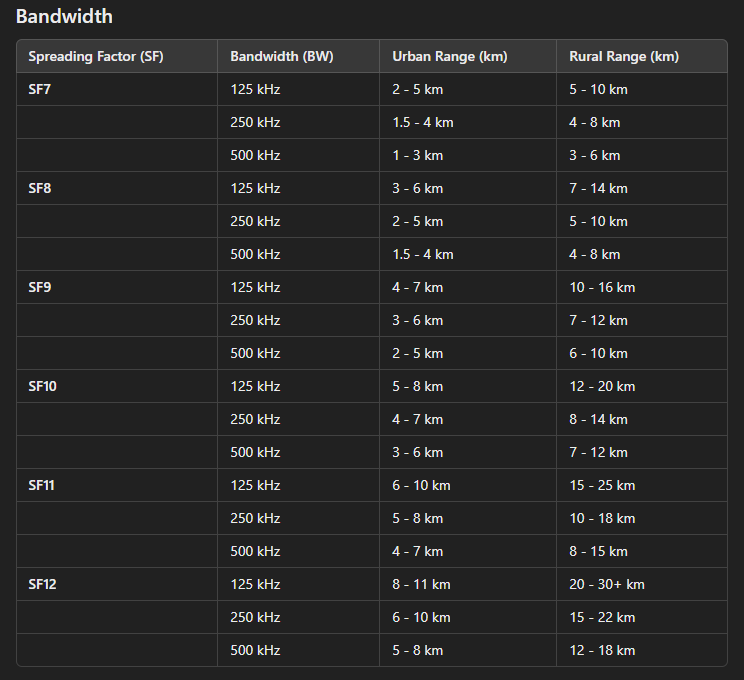 Bandwidth
Spreading Factor (SF) Bandwidth (BW) Urban Range (km) Rural Range (km)
SF7 125 kHz 2 - 5 km 5 - 10 km
250 kHz 1.5 - 4 km 4 - 8 km
500 kHz 1 - 3 km 3 - 6 km
SF8 125 kHz 3 - 6 km 7 - 14 km
250 kHz 2 - 5 km 5 - 10 km
500 kHz 1.5 - 4 km 4 - 8 km
SF9 125 kHz 4 - 7 km 10 - 16 km
250 kHz 3 - 6 km 7 - 12 km
500 kHz 2 - 5 km 6 - 10 km
SF10 125 kHz 5 - 8 km 12 - 20 km
250 kHz 4 - 7 km 8 - 14 km
500 kHz 3 - 6 km 7 - 12 km
SF11 125 kHz 6 - 10 km 15 - 25 km
250 kHz 5 - 8 km 10 - 18 km
500 kHz 4 - 7 km 8 - 15 km
SF12 125 kHz 8 - 11 km 20 - 30+ km
250 kHz 6 - 10 km 15 - 22 km
500 kHz 5 - 8 km 12 - 18 km